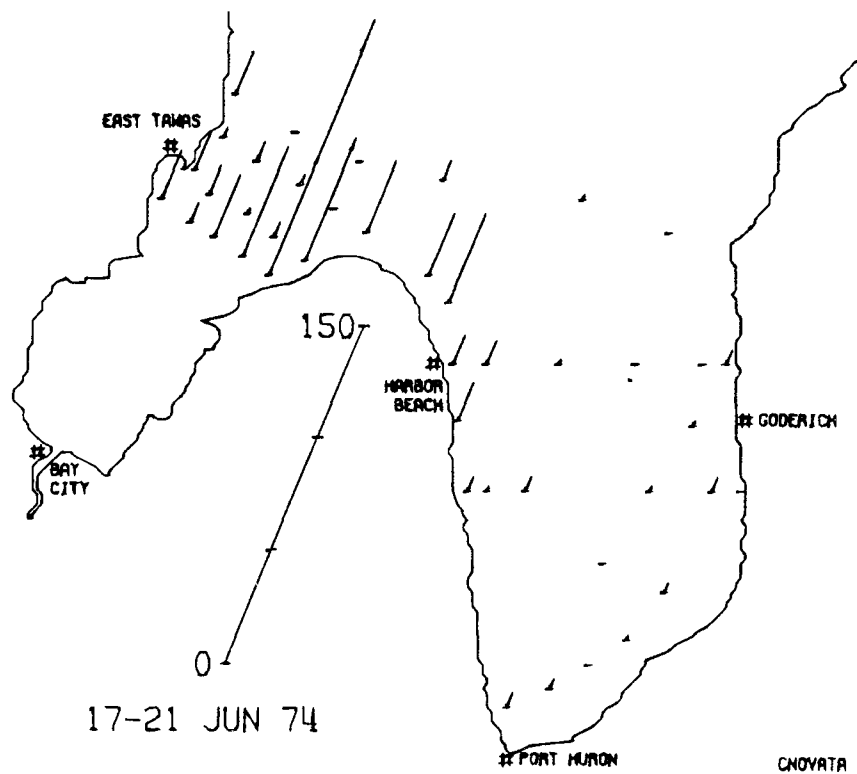 EAST TAWAS
#
150
#
HARBOR
BEACH
# GODERICH
#
BAY
CITY
0
17-21 JUN 74
# PORT HURON
CNOVATA